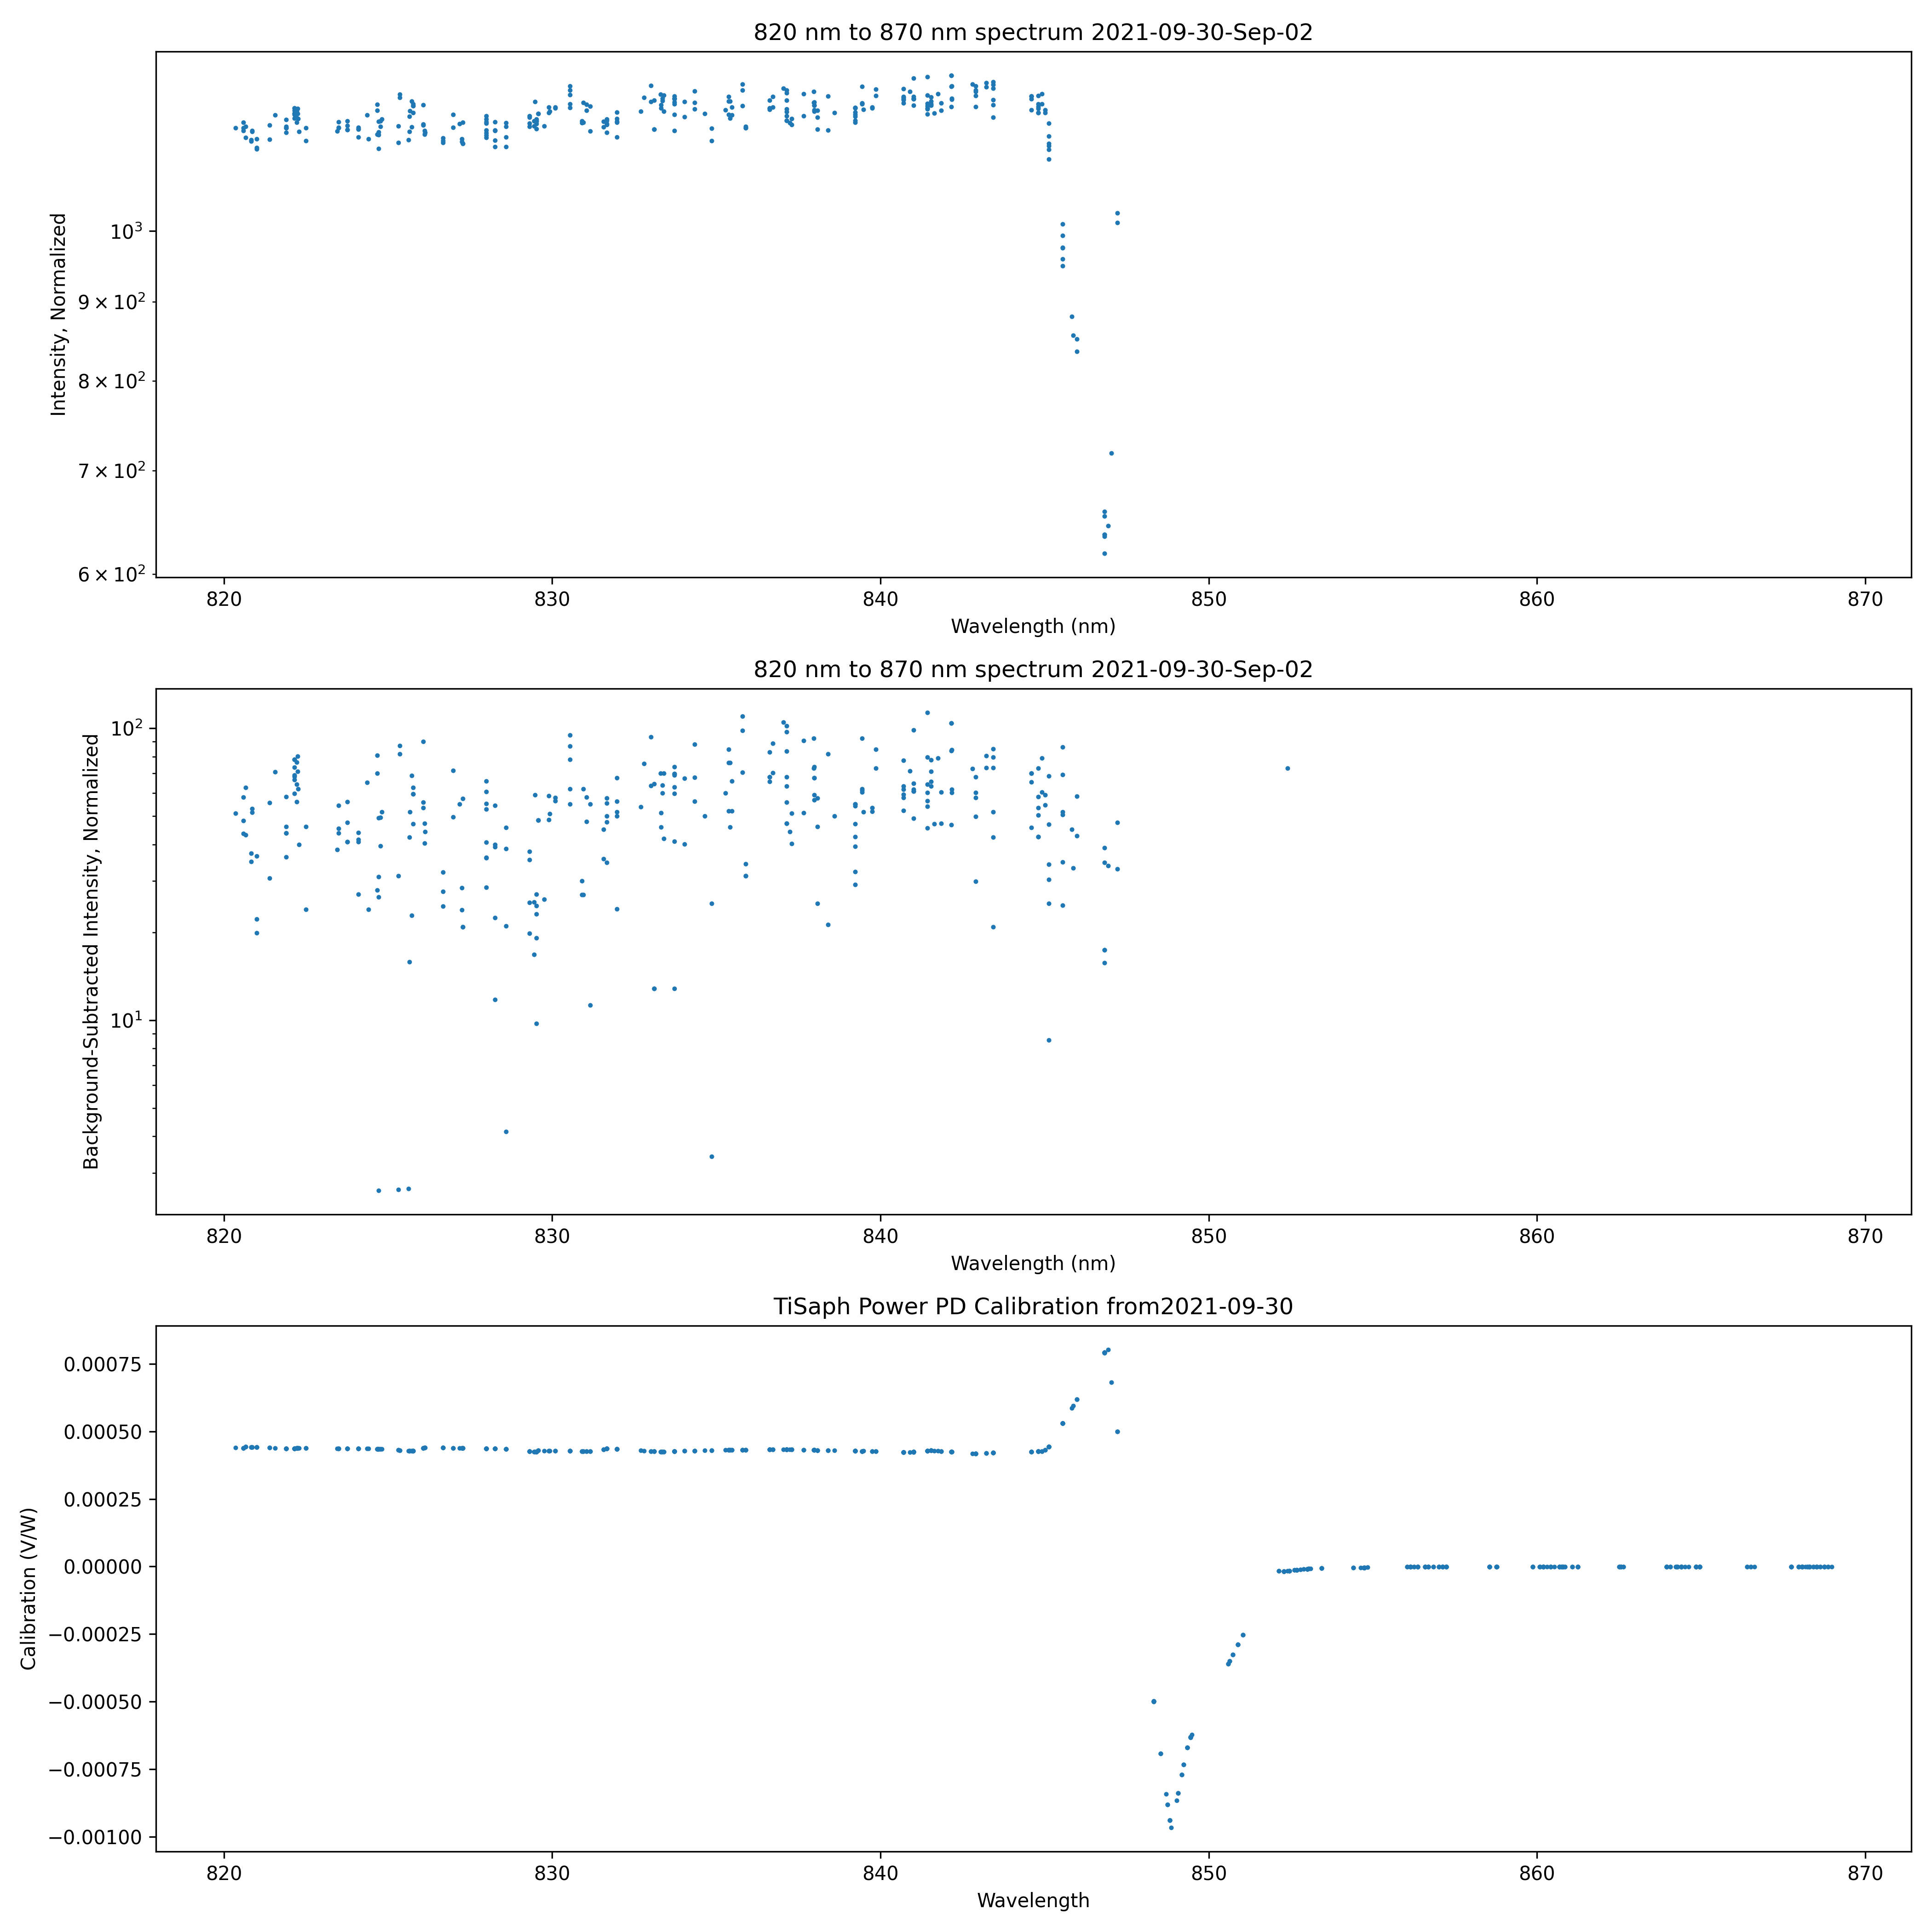 820 nm to 870 nm spectrum 2021-09-30-Sep-02
Intensity, Normalized
10³
9 × 10²
8 × 10²
7 × 10²
6 × 10²
820 830 840 850 860 870
Wavelength (nm)
820 nm to 870 nm spectrum 2021-09-30-Sep-02
Background-Subtracted Intensity, Normalized
10²
10¹
820 830 840 850 860 870
Wavelength (nm)
TiSaph Power PD Calibration from2021-09-30
Calibration (V/W)
0.00075
0.00050
0.00025
0.00000
−0.00025
−0.00050
−0.00075
−0.00100
820 830 840 850 860 870
Wavelength